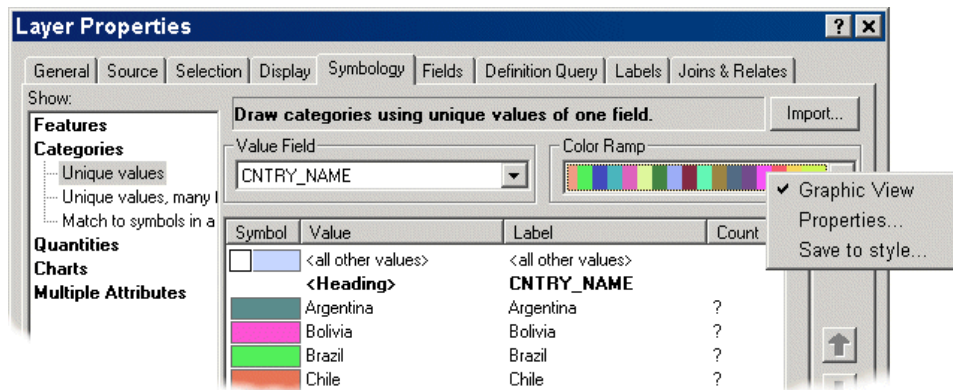 Layer Properties
General Source Selection Display Symbology Fields Definition Query Labels Joins & Relates
Show:
Features
Categories
Unique values
Unique values, many
Match to symbols in a
Quantities
Charts
Multiple Attributes
Draw categories using unique values of one field.
Import...
Value Field
CNTRY_NAME
Color Ramp
Graphic View
Properties...
Save to style...
Symbol Value Label Count
<all other values> <all other values>
<Heading> CNTRY_NAME
Argentina Argentina ?
Bolivia Bolivia ?
Brazil Brazil ?
Chile Chile ?